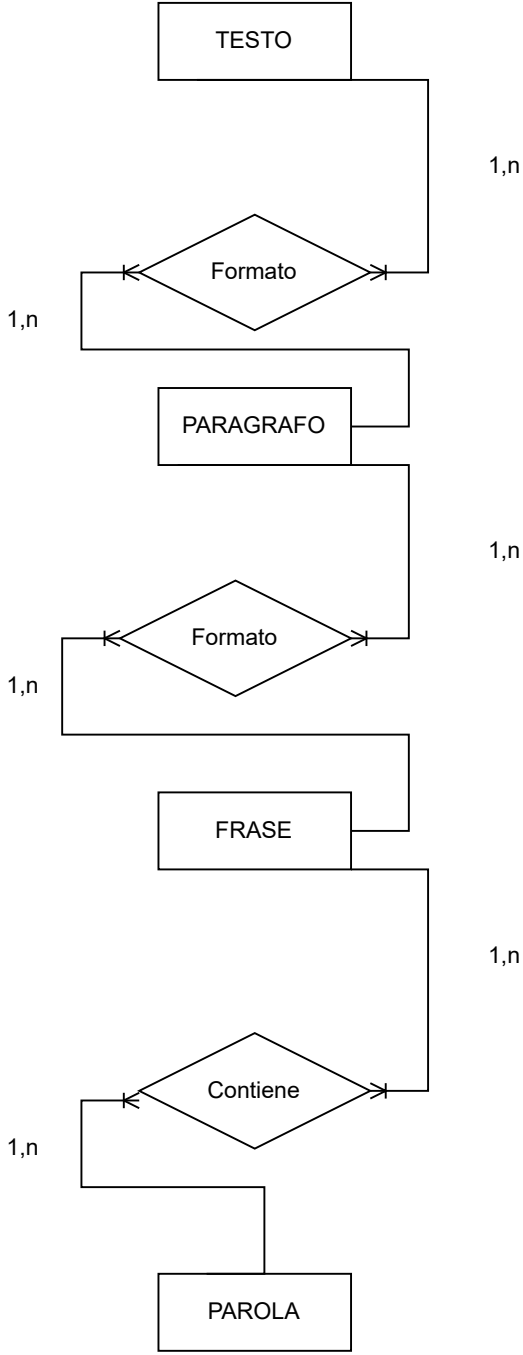 TESTO
1,n
Formato
1,n
PARAGRAFO
1,n
Formato
1,n
FRASE
1,n
Contiene
1,n
PAROLA